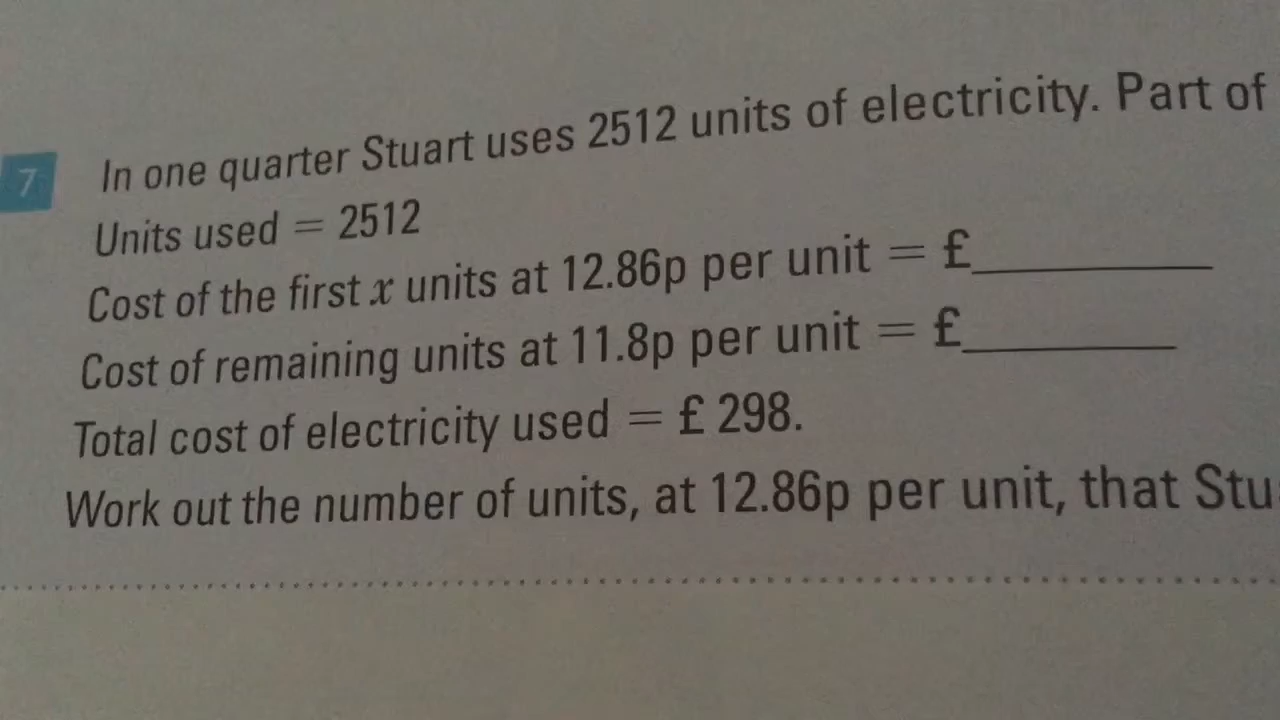 7 In one quarter Stuart uses 2512 units of electricity. Part of
Units used = 2512
Cost of the first x units at 12.86p per unit = £__________
Cost of remaining units at 11.8p per unit = £__________
Total cost of electricity used = £ 298.
Work out the number of units, at 12.86p per unit, that Stu